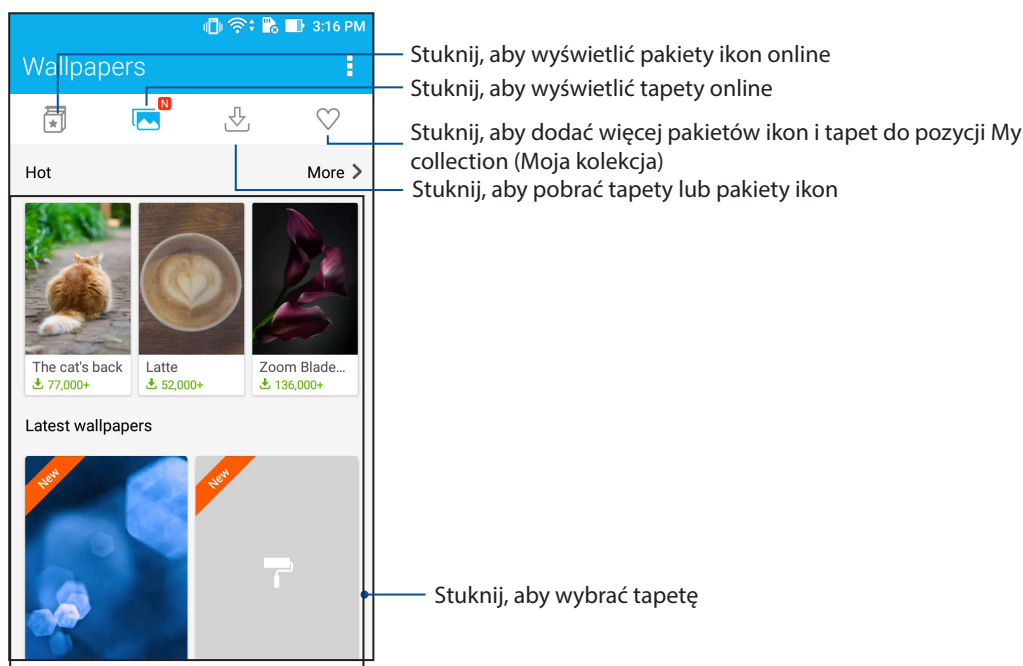 3:16 PM
Wallpapers
N
Hot
More
The cat's back
77,000+
Latte
52,000+
Zoom Blade...
136,000+
Latest wallpapers
New
New
Stuknij, aby wyświetlić pakiety ikon online
Stuknij, aby wyświetlić tapety online
Stuknij, aby dodać więcej pakietów ikon i tapet do pozycji My
collection (Moja kolekcja)
Stuknij, aby pobrać tapety lub pakiety ikon
Stuknij, aby wybrać tapetę